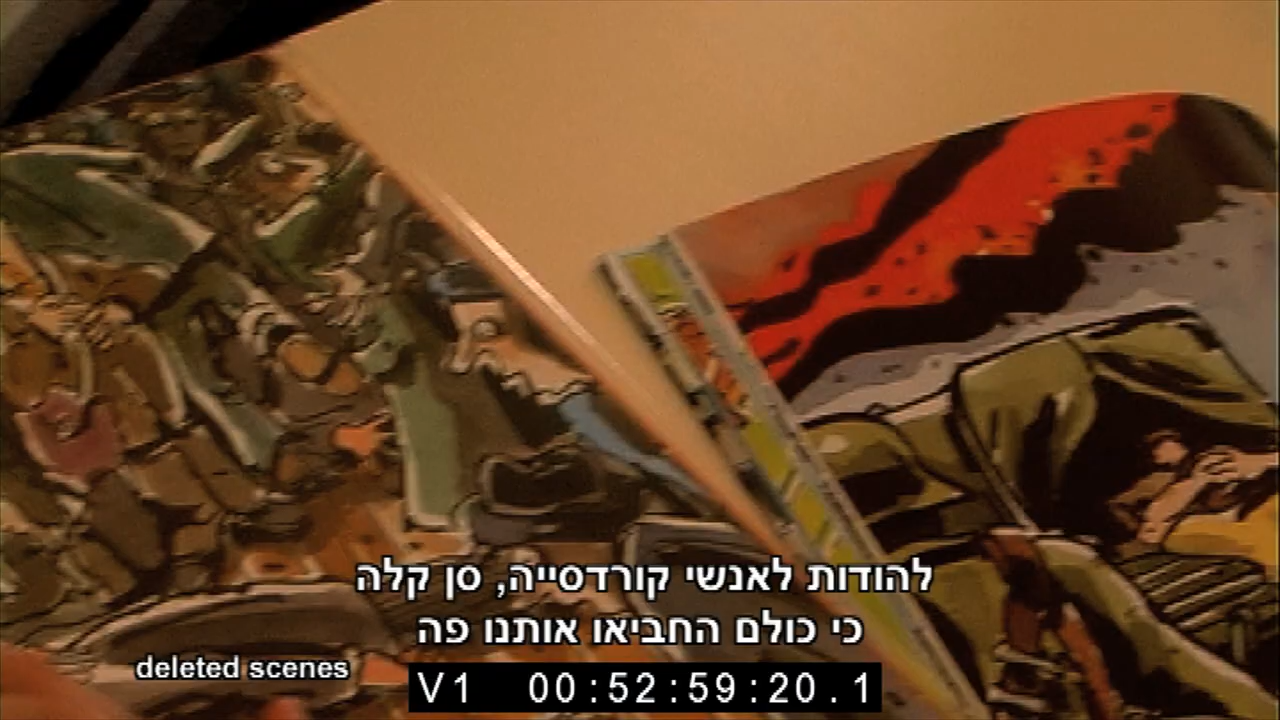 להודות לאנשי קורדסייה, סן קלה
כי כולם החביאו אותנו פה
deleted scenes
V1 00:52:59:20.1